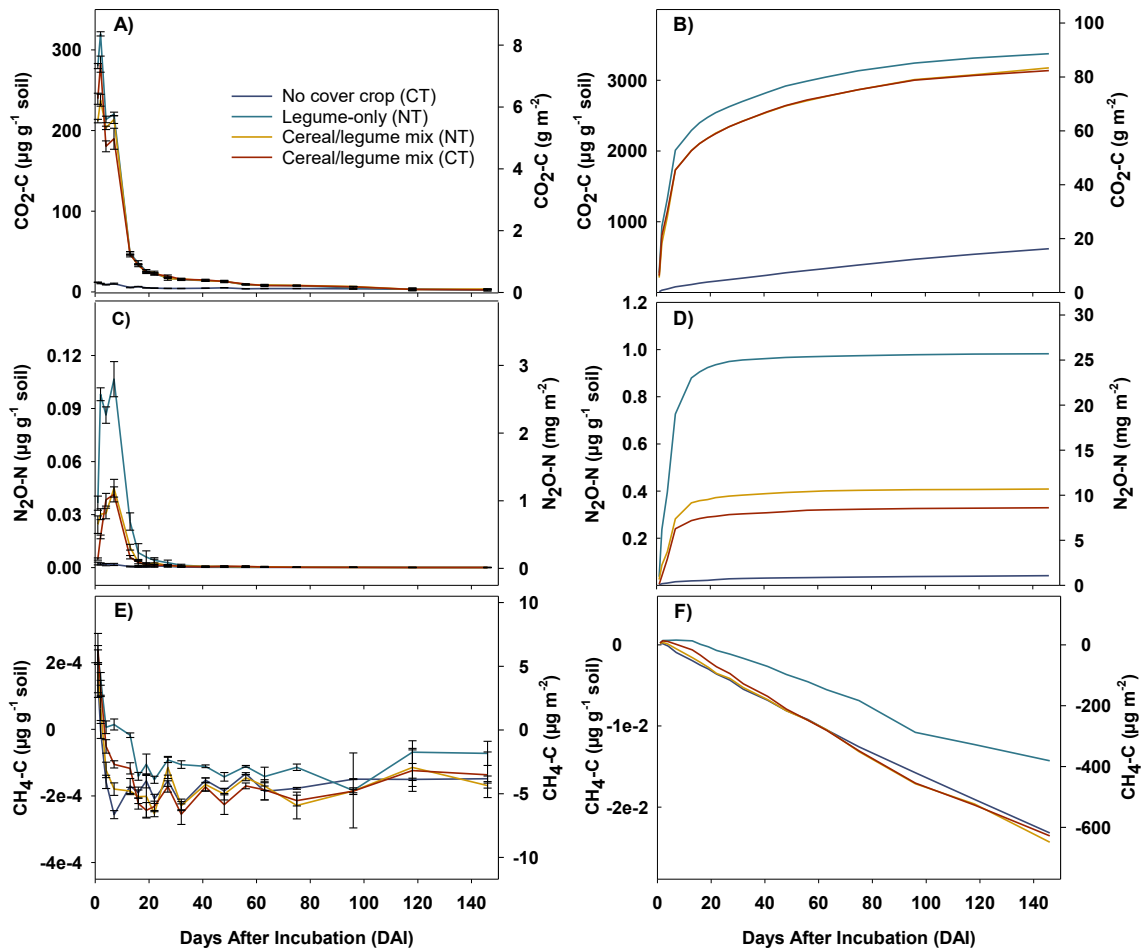 A)
300
200
100
0
CO2-C (µg g-1 soil)
8
6
4
2
0
CO2-C (g m-2)
No cover crop (CT)
Legume-only (NT)
Cereal/legume mix (NT)
Cereal/legume mix (CT)
B)
3000
2000
1000
CO2-C (µg g-1 soil)
100
80
60
40
20
0
CO2-C (g m-2)
C)
0.12
0.09
0.06
0.03
0.00
N2O-N (µg g-1 soil)
3
2
1
0
N2O-N (mg m-2)
D)
1.2
1.0
0.8
0.6
0.4
0.2
N2O-N (µg g-1 soil)
30
25
20
15
10
5
0
N2O-N (mg m-2)
E)
2e-4
0
-2e-4
-4e-4
CH4-C (µg g-1 soil)
10
5
0
-5
-10
CH4-C (µg m-2)
0 20 40 60 80 100 120 140
Days After Incubation (DAI)
F)
0
-1e-2
-2e-2
CH4-C (µg g-1 soil)
0
-200
-400
-600
CH4-C (µg m-2)
0 20 40 60 80 100 120 140
Days After Incubation (DAI)